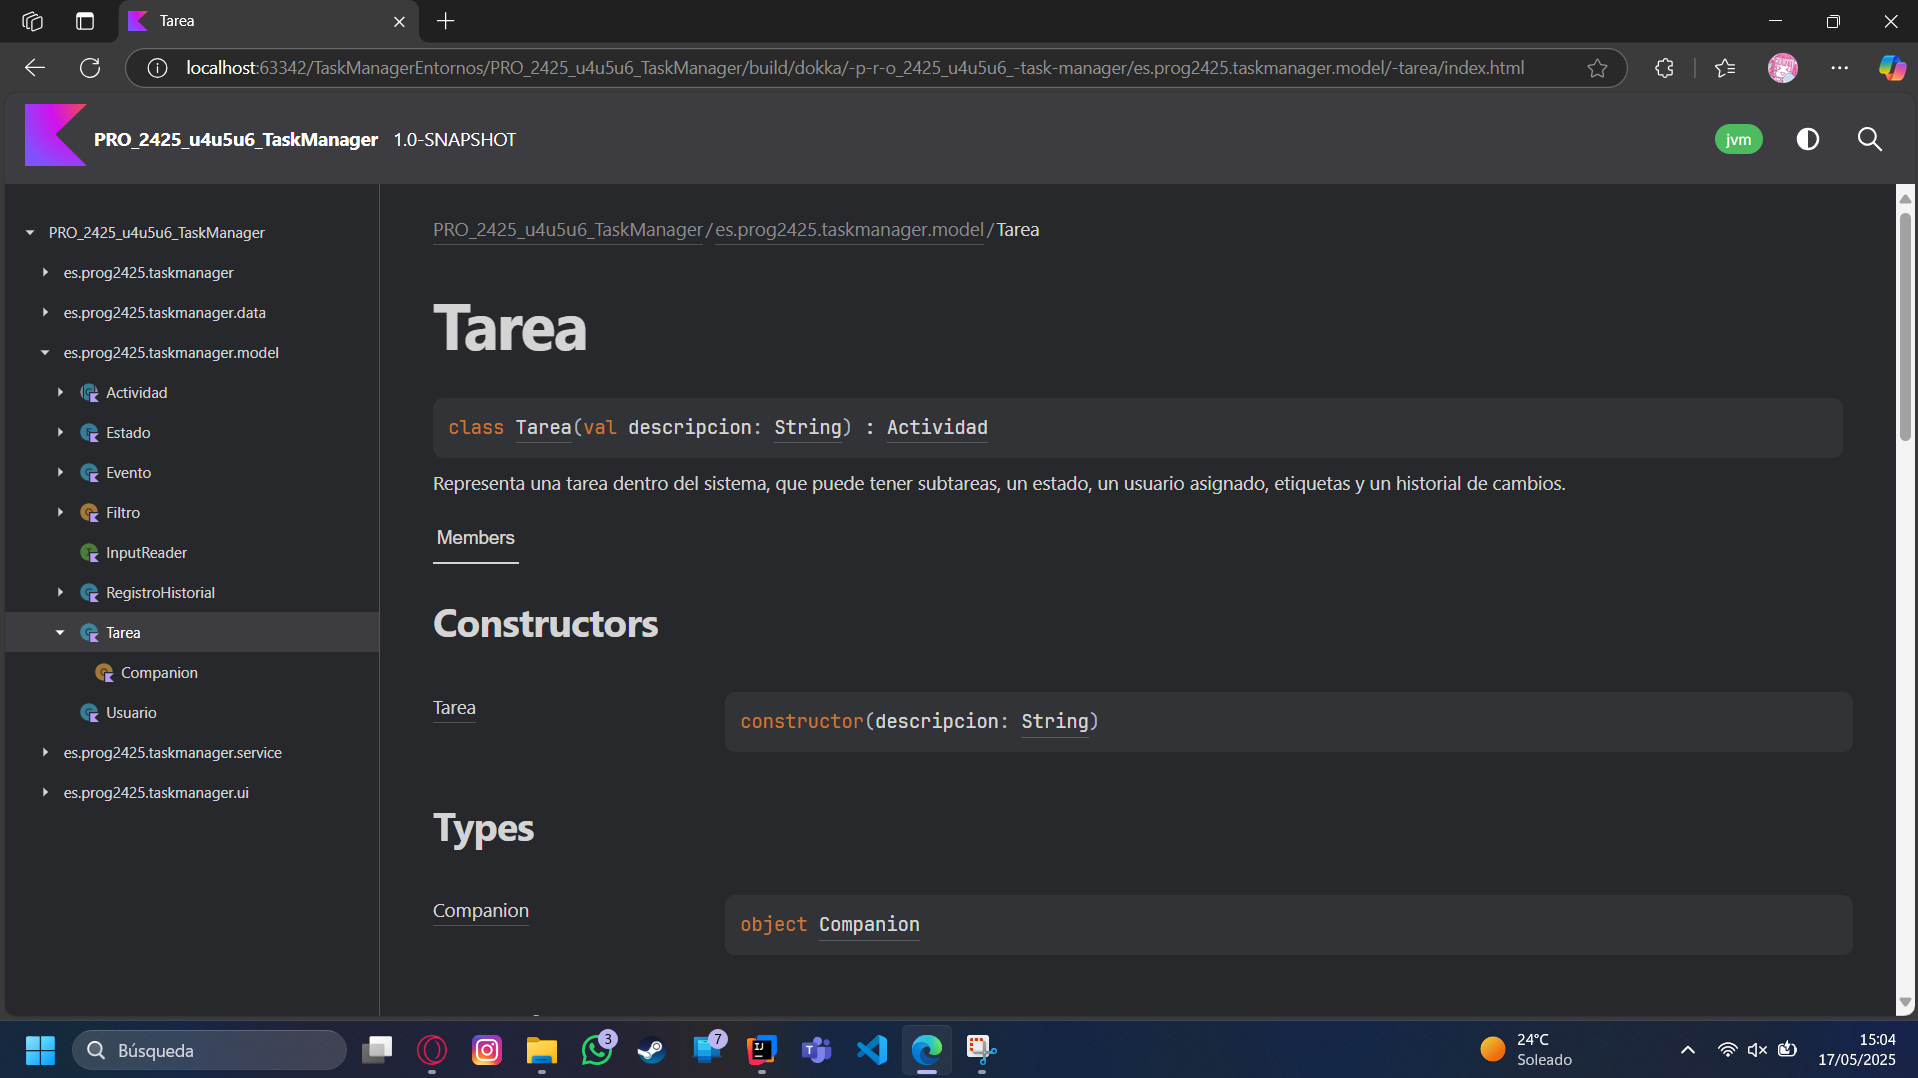 Tarea
localhost:63342/TaskManagerEntornos/PRO_2425_u4u5u6_TaskManager/build/dokka/-p-r-o_2425_u4u5u6_-task-manager/es.prog2425.taskmanager.model/-tarea/index.html
PRO_2425_u4u5u6_TaskManager 1.0-SNAPSHOT
jvm
PRO_2425_u4u5u6_TaskManager
es.prog2425.taskmanager
es.prog2425.taskmanager.data
es.prog2425.taskmanager.model
Actividad
Estado
Evento
Filtro
InputReader
RegistroHistorial
Tarea
Companion
Usuario
es.prog2425.taskmanager.service
es.prog2425.taskmanager.ui
PRO_2425_u4u5u6_TaskManager/es.prog2425.taskmanager.model/Tarea
Tarea
class Tarea(val descripcion: String) : Actividad
Representa una tarea dentro del sistema, que puede tener subtareas, un estado, un usuario asignado, etiquetas y un historial de cambios.
Members
Constructors
Tarea
constructor(descripcion: String)
Types
Companion
object Companion
Búsqueda
3
7
24°C
Soleado
15:04
17/05/2025